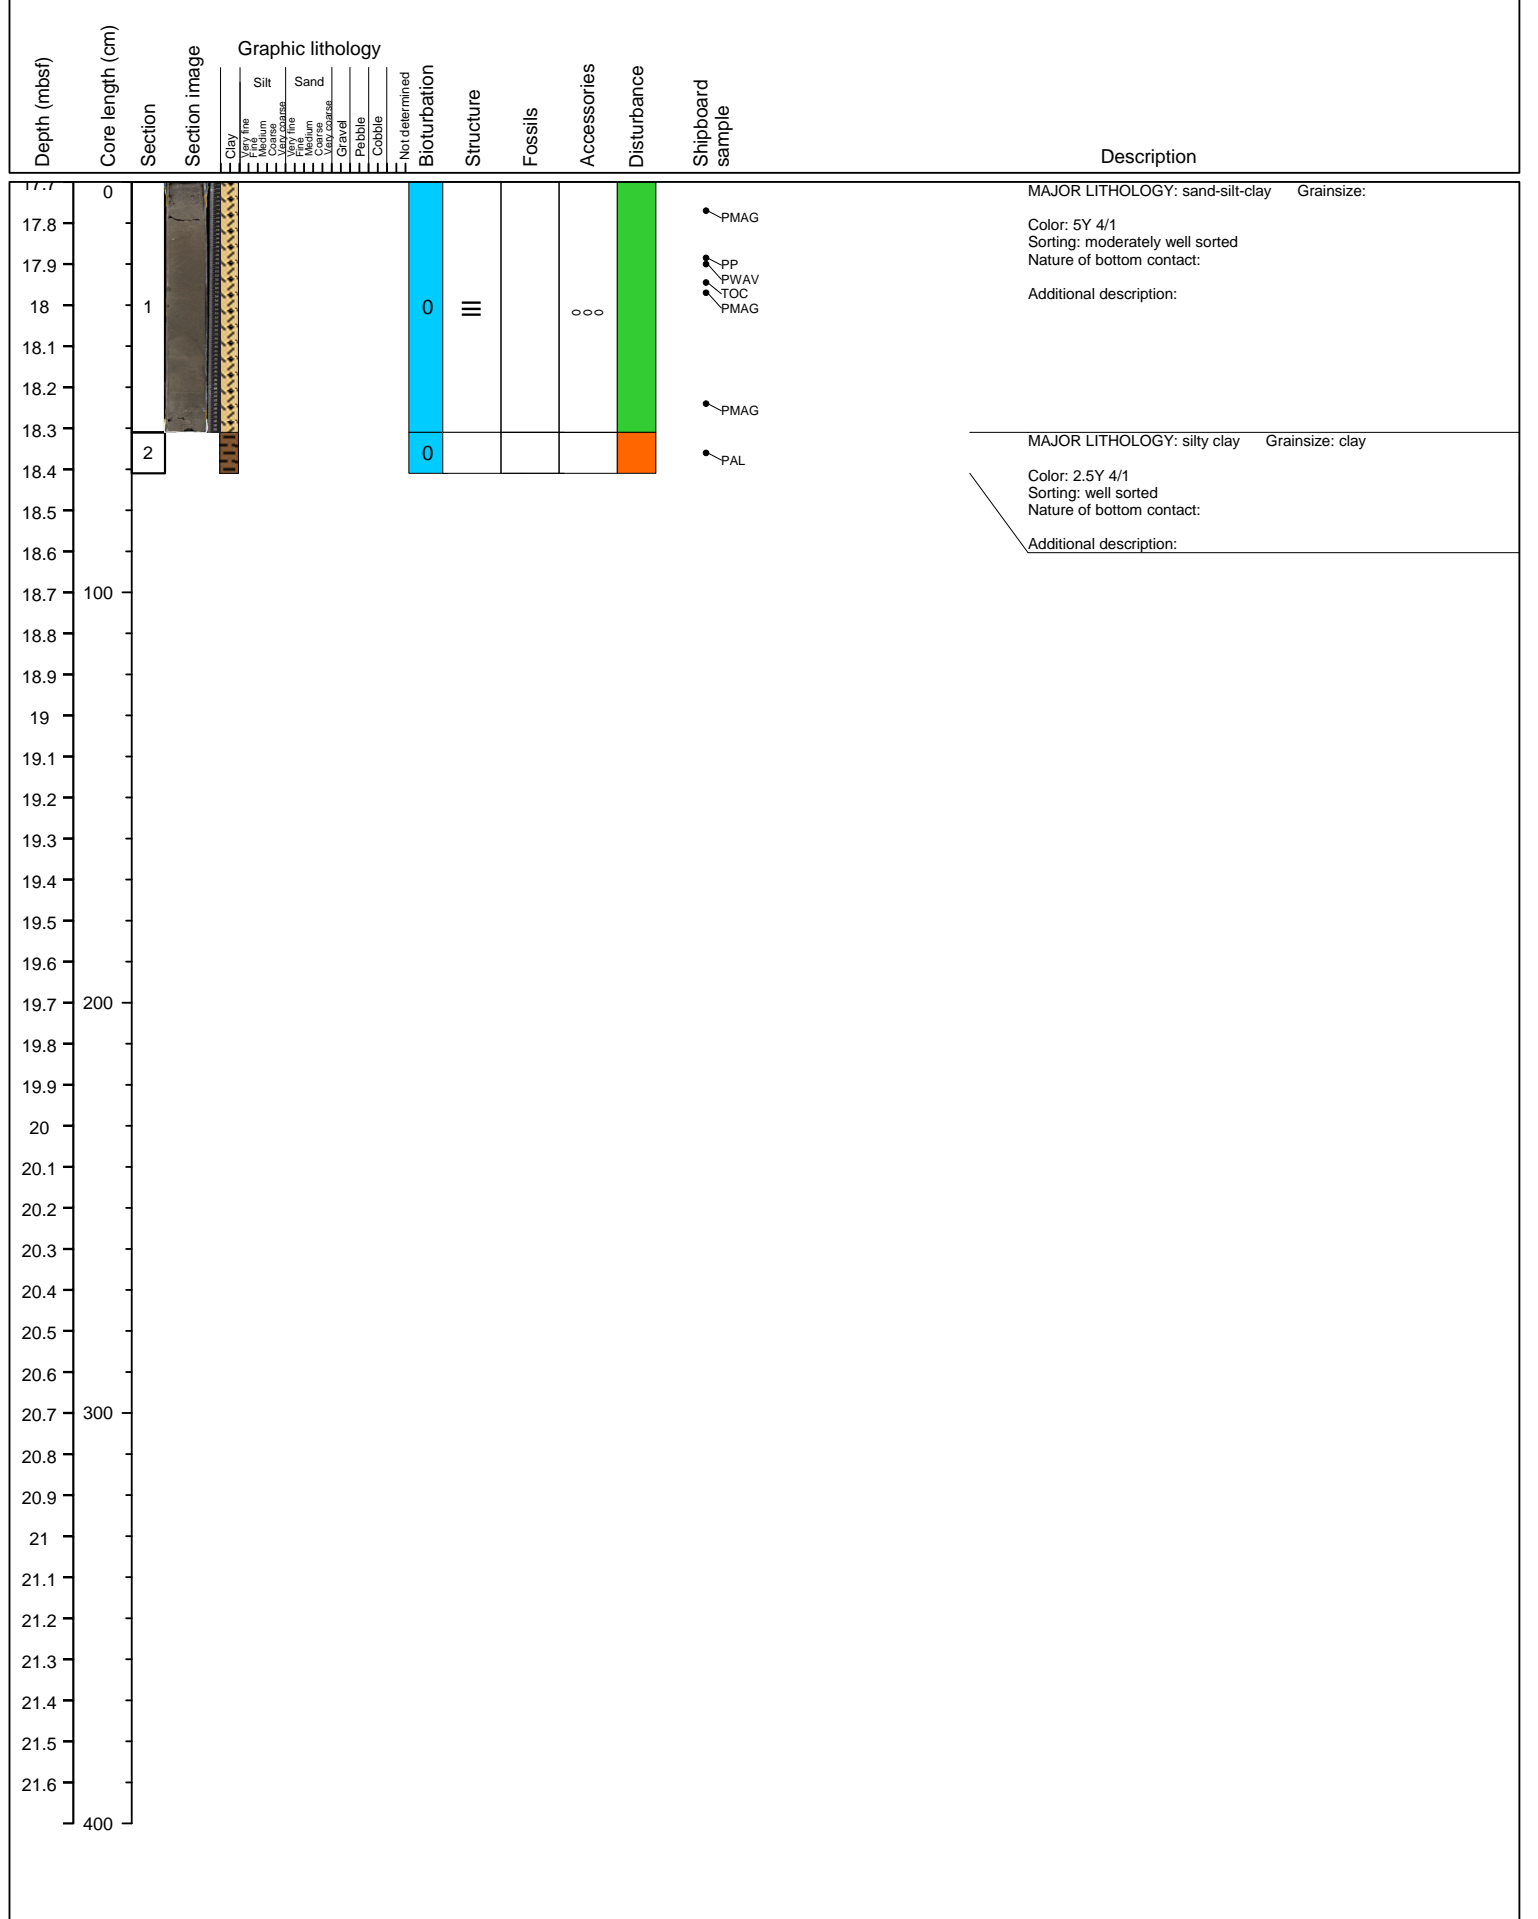 Depth (mbsf)
Core length (cm)
Section
Section image
Graphic lithology
Clay
Silt
Very fine
Fine
Medium
Coarse
Very coarse
Sand
Very fine
Fine
Medium
Coarse
Very coarse
Gravel
Pebble
Cobble
Not determined
Bioturbation
Structure
Fossils
Accessories
Disturbance
Shipboard
sample
Description
17.7
17.8
17.9
18
18.1
18.2
18.3
18.4
18.5
18.6
18.7
18.8
18.9
19
19.1
19.2
19.3
19.4
19.5
19.6
19.7
19.8
19.9
20
20.1
20.2
20.3
20.4
20.5
20.6
20.7
20.8
20.9
21
21.1
21.2
21.3
21.4
21.5
21.6
0
100
200
300
400
1
2
0
0
PMAG
PP
PWAV
TOC
PMAG
PMAG
PAL
MAJOR LITHOLOGY: sand-silt-clay Grainsize:
Color: 5Y 4/1
Sorting: moderately well sorted
Nature of bottom contact:
Additional description:
MAJOR LITHOLOGY: silty clay Grainsize: clay
Color: 2.5Y 4/1
Sorting: well sorted
Nature of bottom contact:
Additional description: